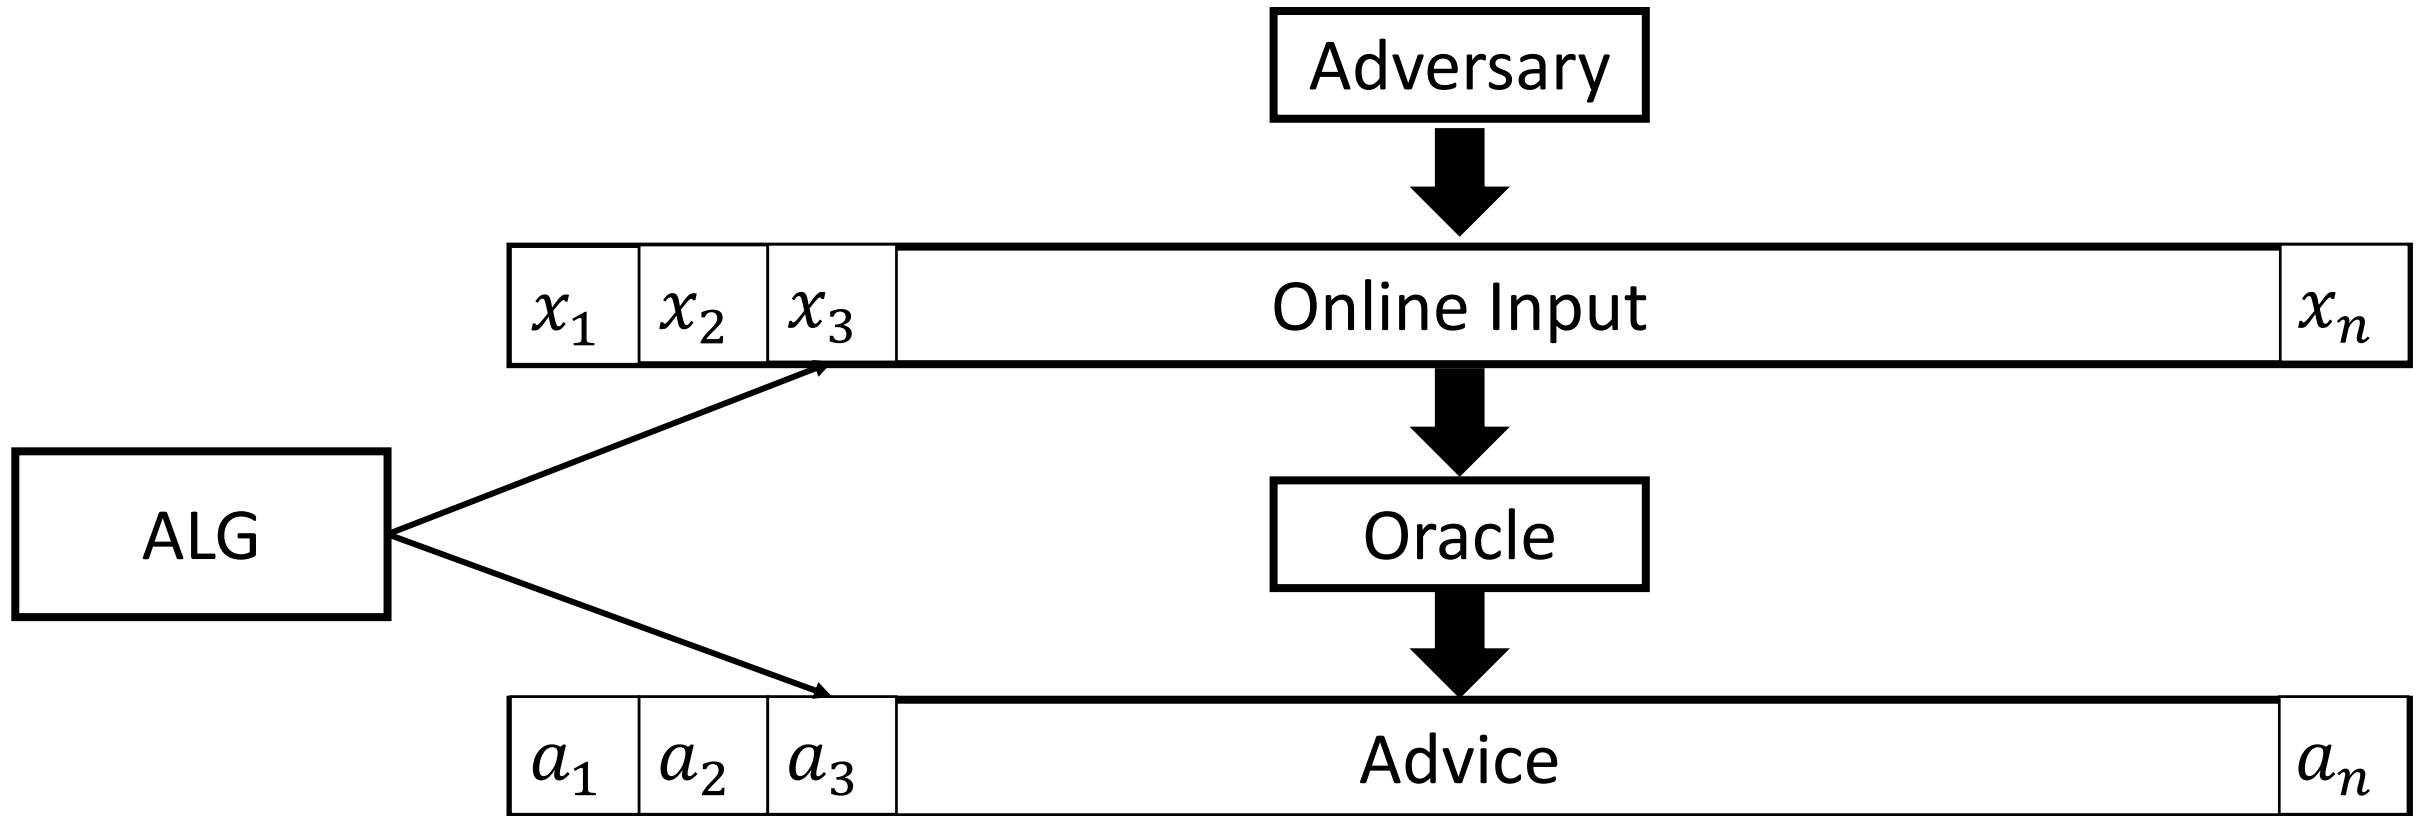 Adversary
x₁ x₂ x₃ Online Input xₙ
ALG Oracle
a₁ a₂ a₃ Advice aₙ